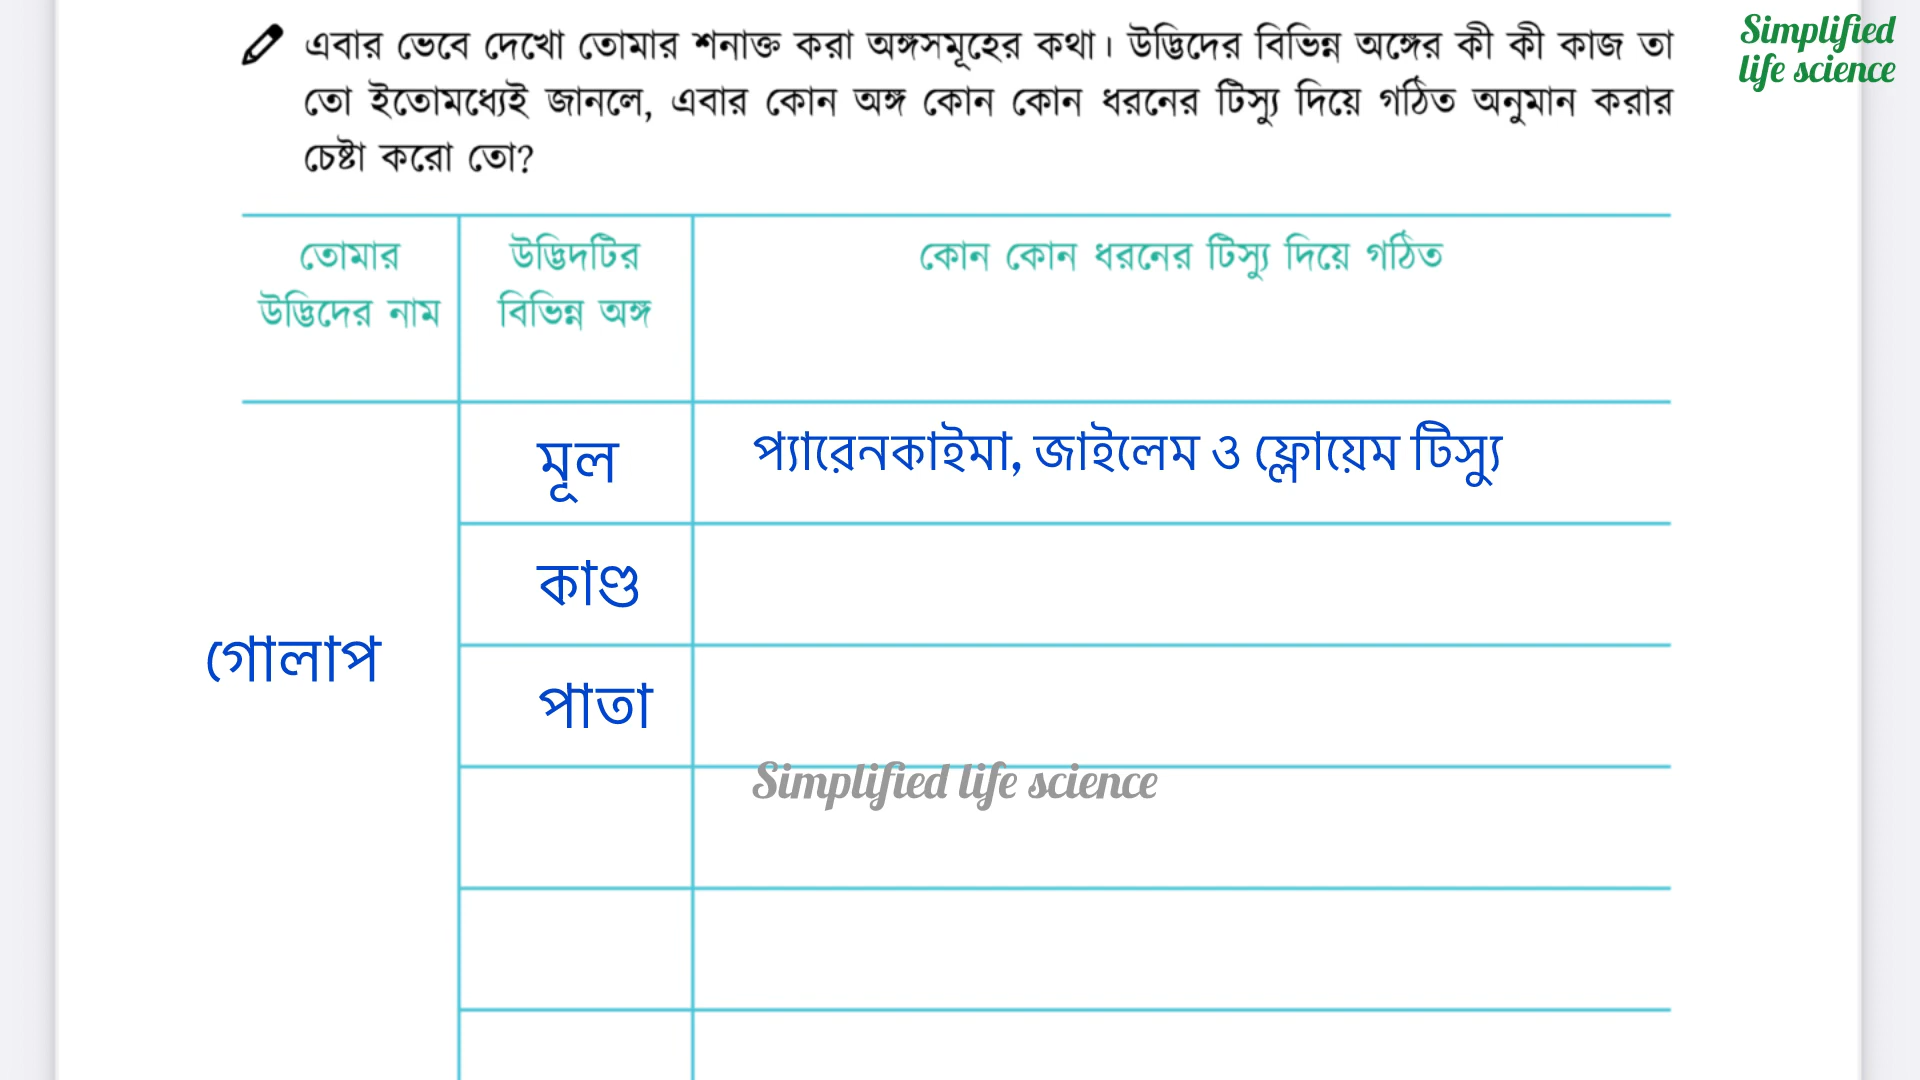 এবার ভেবে দেখো তোমার শনাক্ত করা অঙ্গসমূহের কথা। উদ্ভিদের বিভিন্ন অঙ্গের কী কী কাজ তা
তো ইতোমধ্যেই জানলে, এবার কোন অঙ্গ কোন কোন ধরনের টিস্যু দিয়ে গঠিত অনুমান করার
চেষ্টা করো তো?
Simplified
life science
তোমার
উদ্ভিদের নাম
উদ্ভিদটির
বিভিন্ন অঙ্গ
কোন কোন ধরনের টিস্যু দিয়ে গঠিত
গোলাপ
মূল
প্যারেনকাইমা, জাইলেম ও ফ্লোয়েম টিস্যু
কাণ্ড
পাতা
Simplified life science